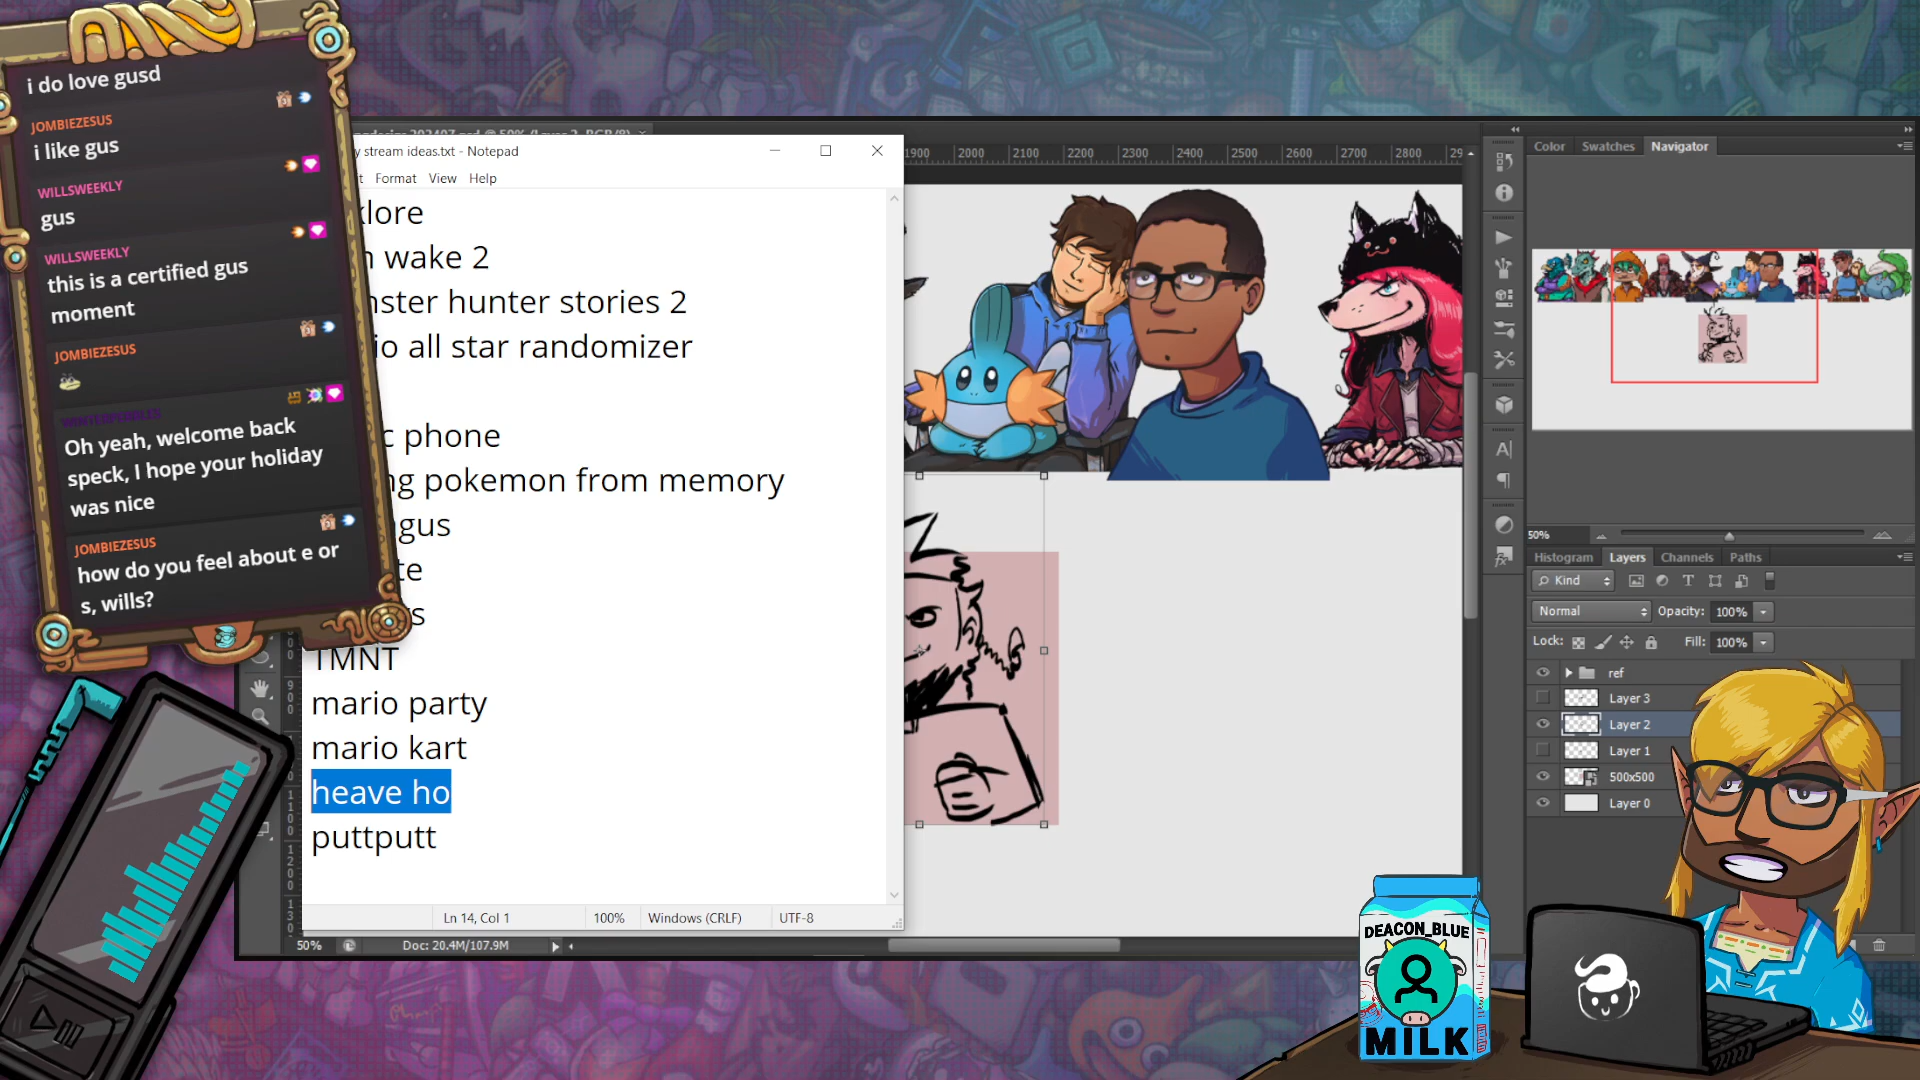 i do love gusd
JOMBIEZESUS
i like gus
WILLSWEEKLY
gus
WILLSWEEKLY
this is a certified gus
moment
JOMBIEZESUS
Oh yeah, welcome back
speck, I hope your holiday
was nice
JOMBIEZESUS
how do you feel about e or
s, wills?
y stream ideas.txt - Notepad
Format View Help
klore
wake 2
nster hunter stories 2
io all star randomizer
c phone
ng pokemon from memory
gus
te
rs
TMNT
mario party
mario kart
heave ho
puttputt
Ln 14, Col 1
100%
Windows (CRLF)
UTF-8
50%
Doc: 20.4M/107.9M
1900 2000 2100 2200 2300 2400 2500 2600 2700 2800 29
Color Swatches Navigator
50%
Histogram Layers Channels Paths
Kind
Normal Opacity: 100%
Lock: Fill: 100%
ref
Layer 3
Layer 2
Layer 1
500x500
Layer 0
DEACON_BLUE
MILK